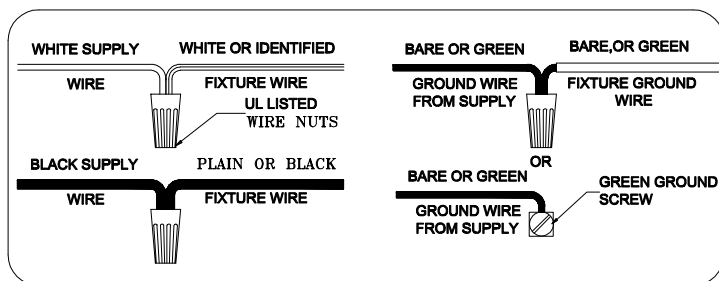 WHITE SUPPLY WIRE
WHITE OR IDENTIFIED FIXTURE WIRE
UL LISTED
WIRE NUTS
BLACK SUPPLY WIRE
PLAIN OR BLACK FIXTURE WIRE
BARE OR GREEN
GROUND WIRE
FROM SUPPLY
BARE,OR GREEN
FIXTURE GROUND
WIRE
OR
BARE OR GREEN
GROUND WIRE
FROM SUPPLY
GREEN GROUND
SCREW